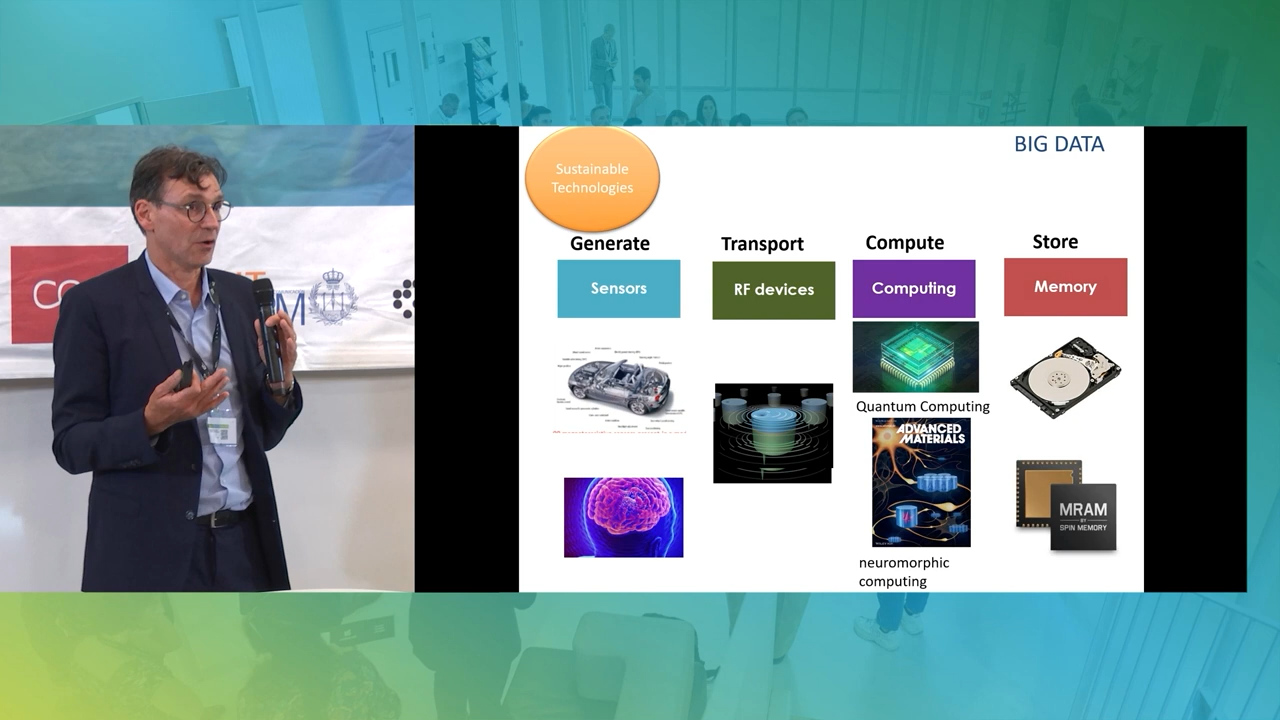 Sustainable
Technologies
BIG DATA
Generate
Transport
Compute
Store
Sensors
RF devices
Computing
Memory
Quantum Computing
ADVANCED
MATERIALS
MRAM
BY
SPIN MEMORY
neuromorphic
computing